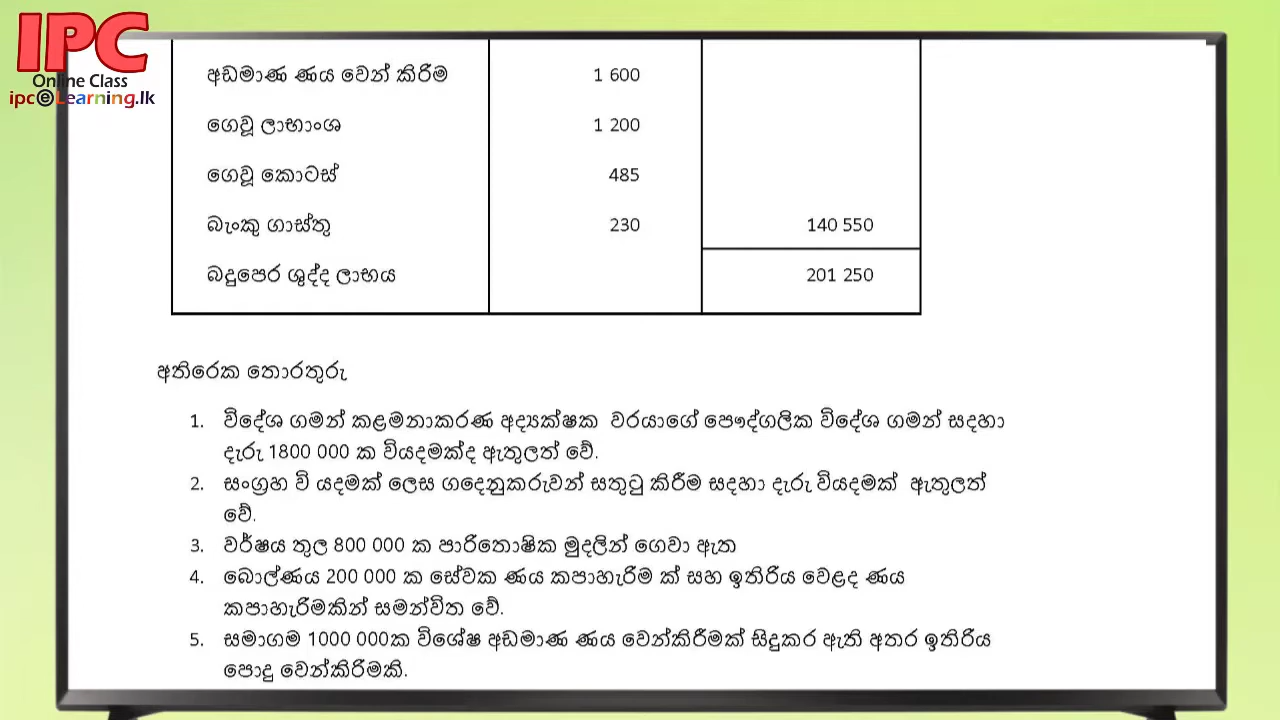 IPC
Online Class
ipc@Learning.lk
අඩමාණ ණය වෙන් කිරීම 1 600
ගෙවූ ලාභාංශ 1 200
ගෙවූ කොටස් 485
බැංකු ගාස්තු 230 140 550
බදුපෙර ශුද්ද ලාභය 201 250
අතිරෙක තොරතුරු
1. විදේශ ගමන් කළමනාකරණ අද්‍යක්ෂක වරයාගේ පෞද්ගලික විදේශ ගමන් සදහා
දැරූ 1800 000 ක වියදමක්ද ඇතුලත් වේ.
2. සංග්‍රහ වි යදමක් ලෙස ගදෙනුකරුවන් සතුටු කිරීම සදහා දැරූ වියදමක් ඇතුලත්
වේ.
3. වර්ෂය තුල 800 000 ක පාරිතොෂික මුදලින් ගෙවා ඇත
4. බොල්ණය 200 000 ක සේවක ණය කපාහැරීම ක් සහ ඉතිරිය වෙළද ණය
කපාහැරීමකින් සමන්විත වේ.
5. සමාගම 1000 000ක විශේෂ අඩමාණ ණය වෙන්කිරීමක් සිදුකර ඇති අතර ඉතිරිය
පොදු වෙන්කිරීමකි.